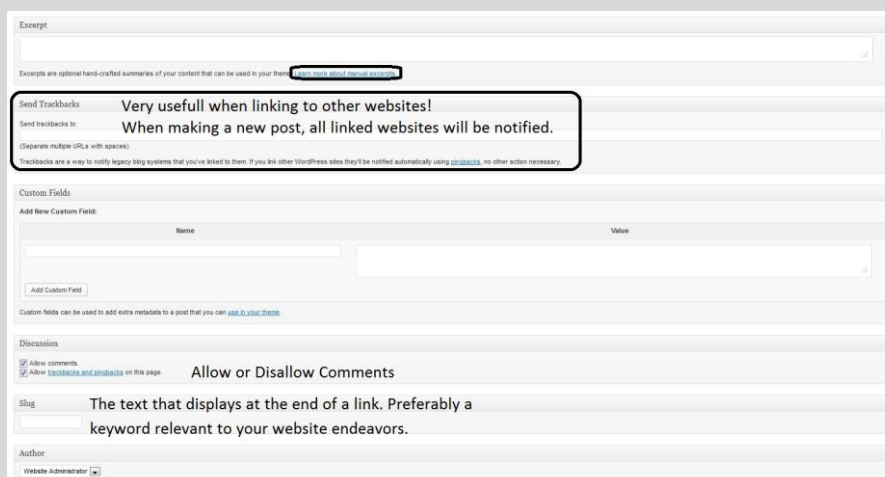 Excerpt
Excerpts are optional hand-crafted summaries of your content that can be used in your theme. Learn more about manual excerpts.
Send Trackbacks
Very usefull when linking to other websites!
Send trackbacks to:
When making a new post, all linked websites will be notified.
(Separate multiple URLs with spaces)
Trackbacks are a way to notify legacy blog systems that you've linked to them. If you link other WordPress sites they'll be notified automatically using pingbacks, no other action necessary.
Custom Fields
Add New Custom Field:
Name Value
Add Custom Field
Custom fields can be used to add extra metadata to a post that you can use in your theme.
Discussion
Allow comments.
Allow trackbacks and pingbacks on this page.
Allow or Disallow Comments
Slug
The text that displays at the end of a link. Preferably a
keyword relevant to your website endeavors.
Author
Website Administrator